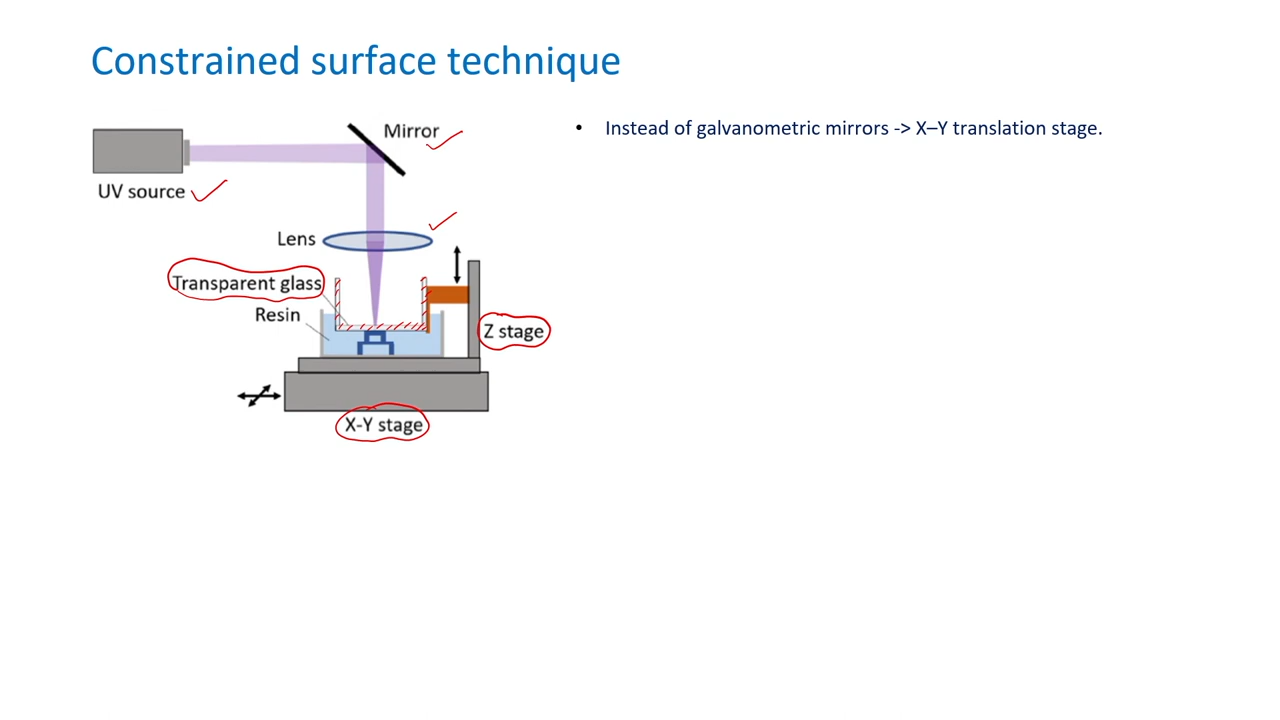 Constrained surface technique
Mirror
UV source
Lens
Transparent glass
Resin
Z stage
X-Y stage
• Instead of galvanometric mirrors -> X–Y translation stage.